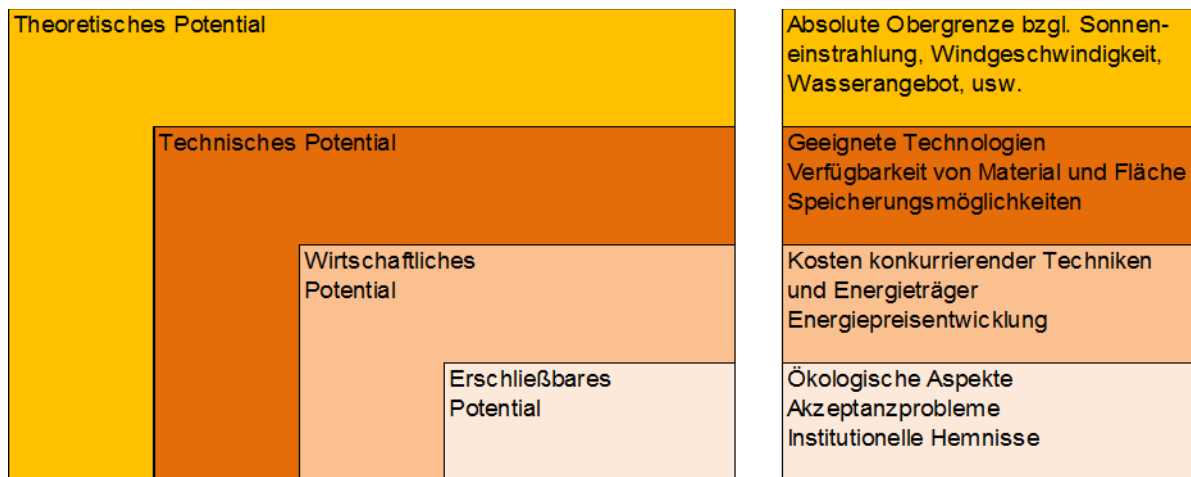 Theoretisches Potential
Absolute Obergrenze bzgl. Sonnen-
einstrahlung, Windgeschwindigkeit,
Wasserangebot, usw.
Technisches Potential
Geeignete Technologien
Verfügbarkeit von Material und Fläche
Speicherungsmöglichkeiten
Wirtschaftliches
Potential
Kosten konkurrierender Techniken
und Energieträger
Energiepreisentwicklung
Erschließbares
Potential
Ökologische Aspekte
Akzeptanzprobleme
Institutionelle Hemnisse